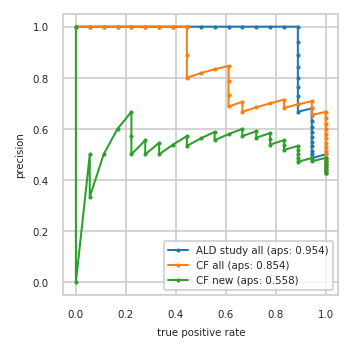 1.0
0.8
0.6
0.4
0.2
0.0
precision
0.0 0.2 0.4 0.6 0.8 1.0
true positive rate
ALD study all (aps: 0.954)
CF all (aps: 0.854)
CF new (aps: 0.558)